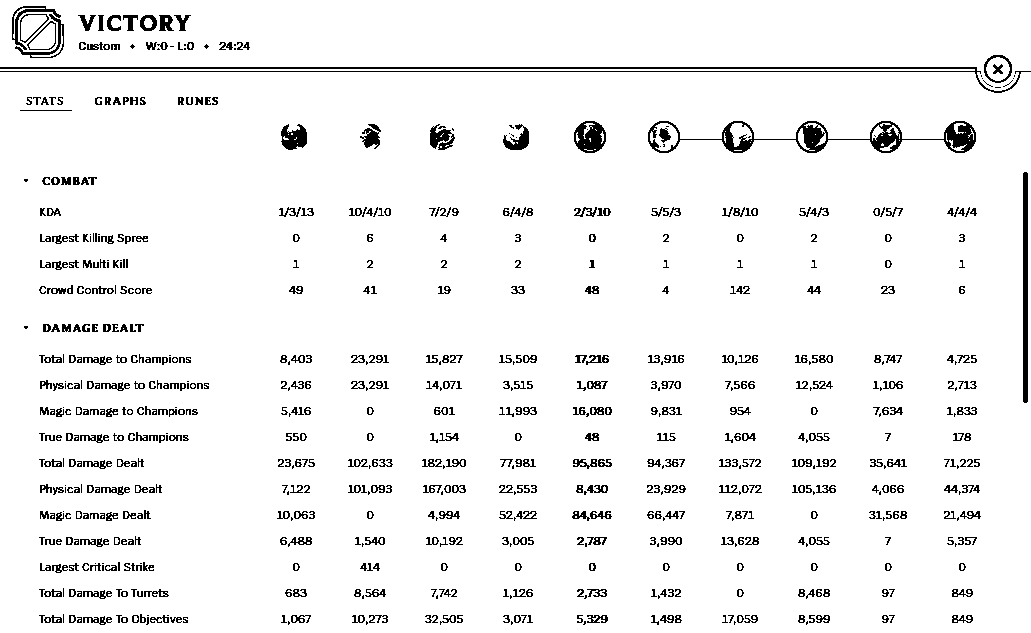 VICTORY
Custom • W:0 - L:0 • 24:24
STATS GRAPHS RUNES
COMBAT
KDA 1/3/13 10/4/10 7/2/9 6/4/8 2/3/10 5/5/3 1/8/10 5/4/3 0/5/7 4/4/4
Largest Killing Spree 0 6 4 3 0 2 0 2 0 3
Largest Multi Kill 1 2 2 2 1 1 1 1 0 1
Crowd Control Score 49 41 19 33 48 4 142 44 23 6
DAMAGE DEALT
Total Damage to Champions 8,403 23,291 15,827 15,509 17,216 13,916 10,126 16,580 8,747 4,725
Physical Damage to Champions 2,436 23,291 14,071 3,515 1,087 3,970 7,566 12,524 1,106 2,713
Magic Damage to Champions 5,416 0 601 11,993 16,080 9,831 954 0 7,634 1,833
True Damage to Champions 550 0 1,154 0 48 115 1,604 4,055 7 178
Total Damage Dealt 23,675 102,633 182,190 77,981 95,865 94,367 133,572 109,192 35,641 71,225
Physical Damage Dealt 7,122 101,093 167,003 22,553 8,430 23,929 112,072 105,136 4,066 44,374
Magic Damage Dealt 10,063 0 4,994 52,422 84,646 66,447 7,871 0 31,568 21,494
True Damage Dealt 6,488 1,540 10,192 3,005 2,787 3,990 13,628 4,055 7 5,357
Largest Critical Strike 0 414 0 0 0 0 0 0 0 0
Total Damage To Turrets 683 8,564 7,742 1,126 2,733 1,432 0 8,468 97 849
Total Damage To Objectives 1,067 10,273 32,505 3,071 5,329 1,498 17,059 8,599 97 849